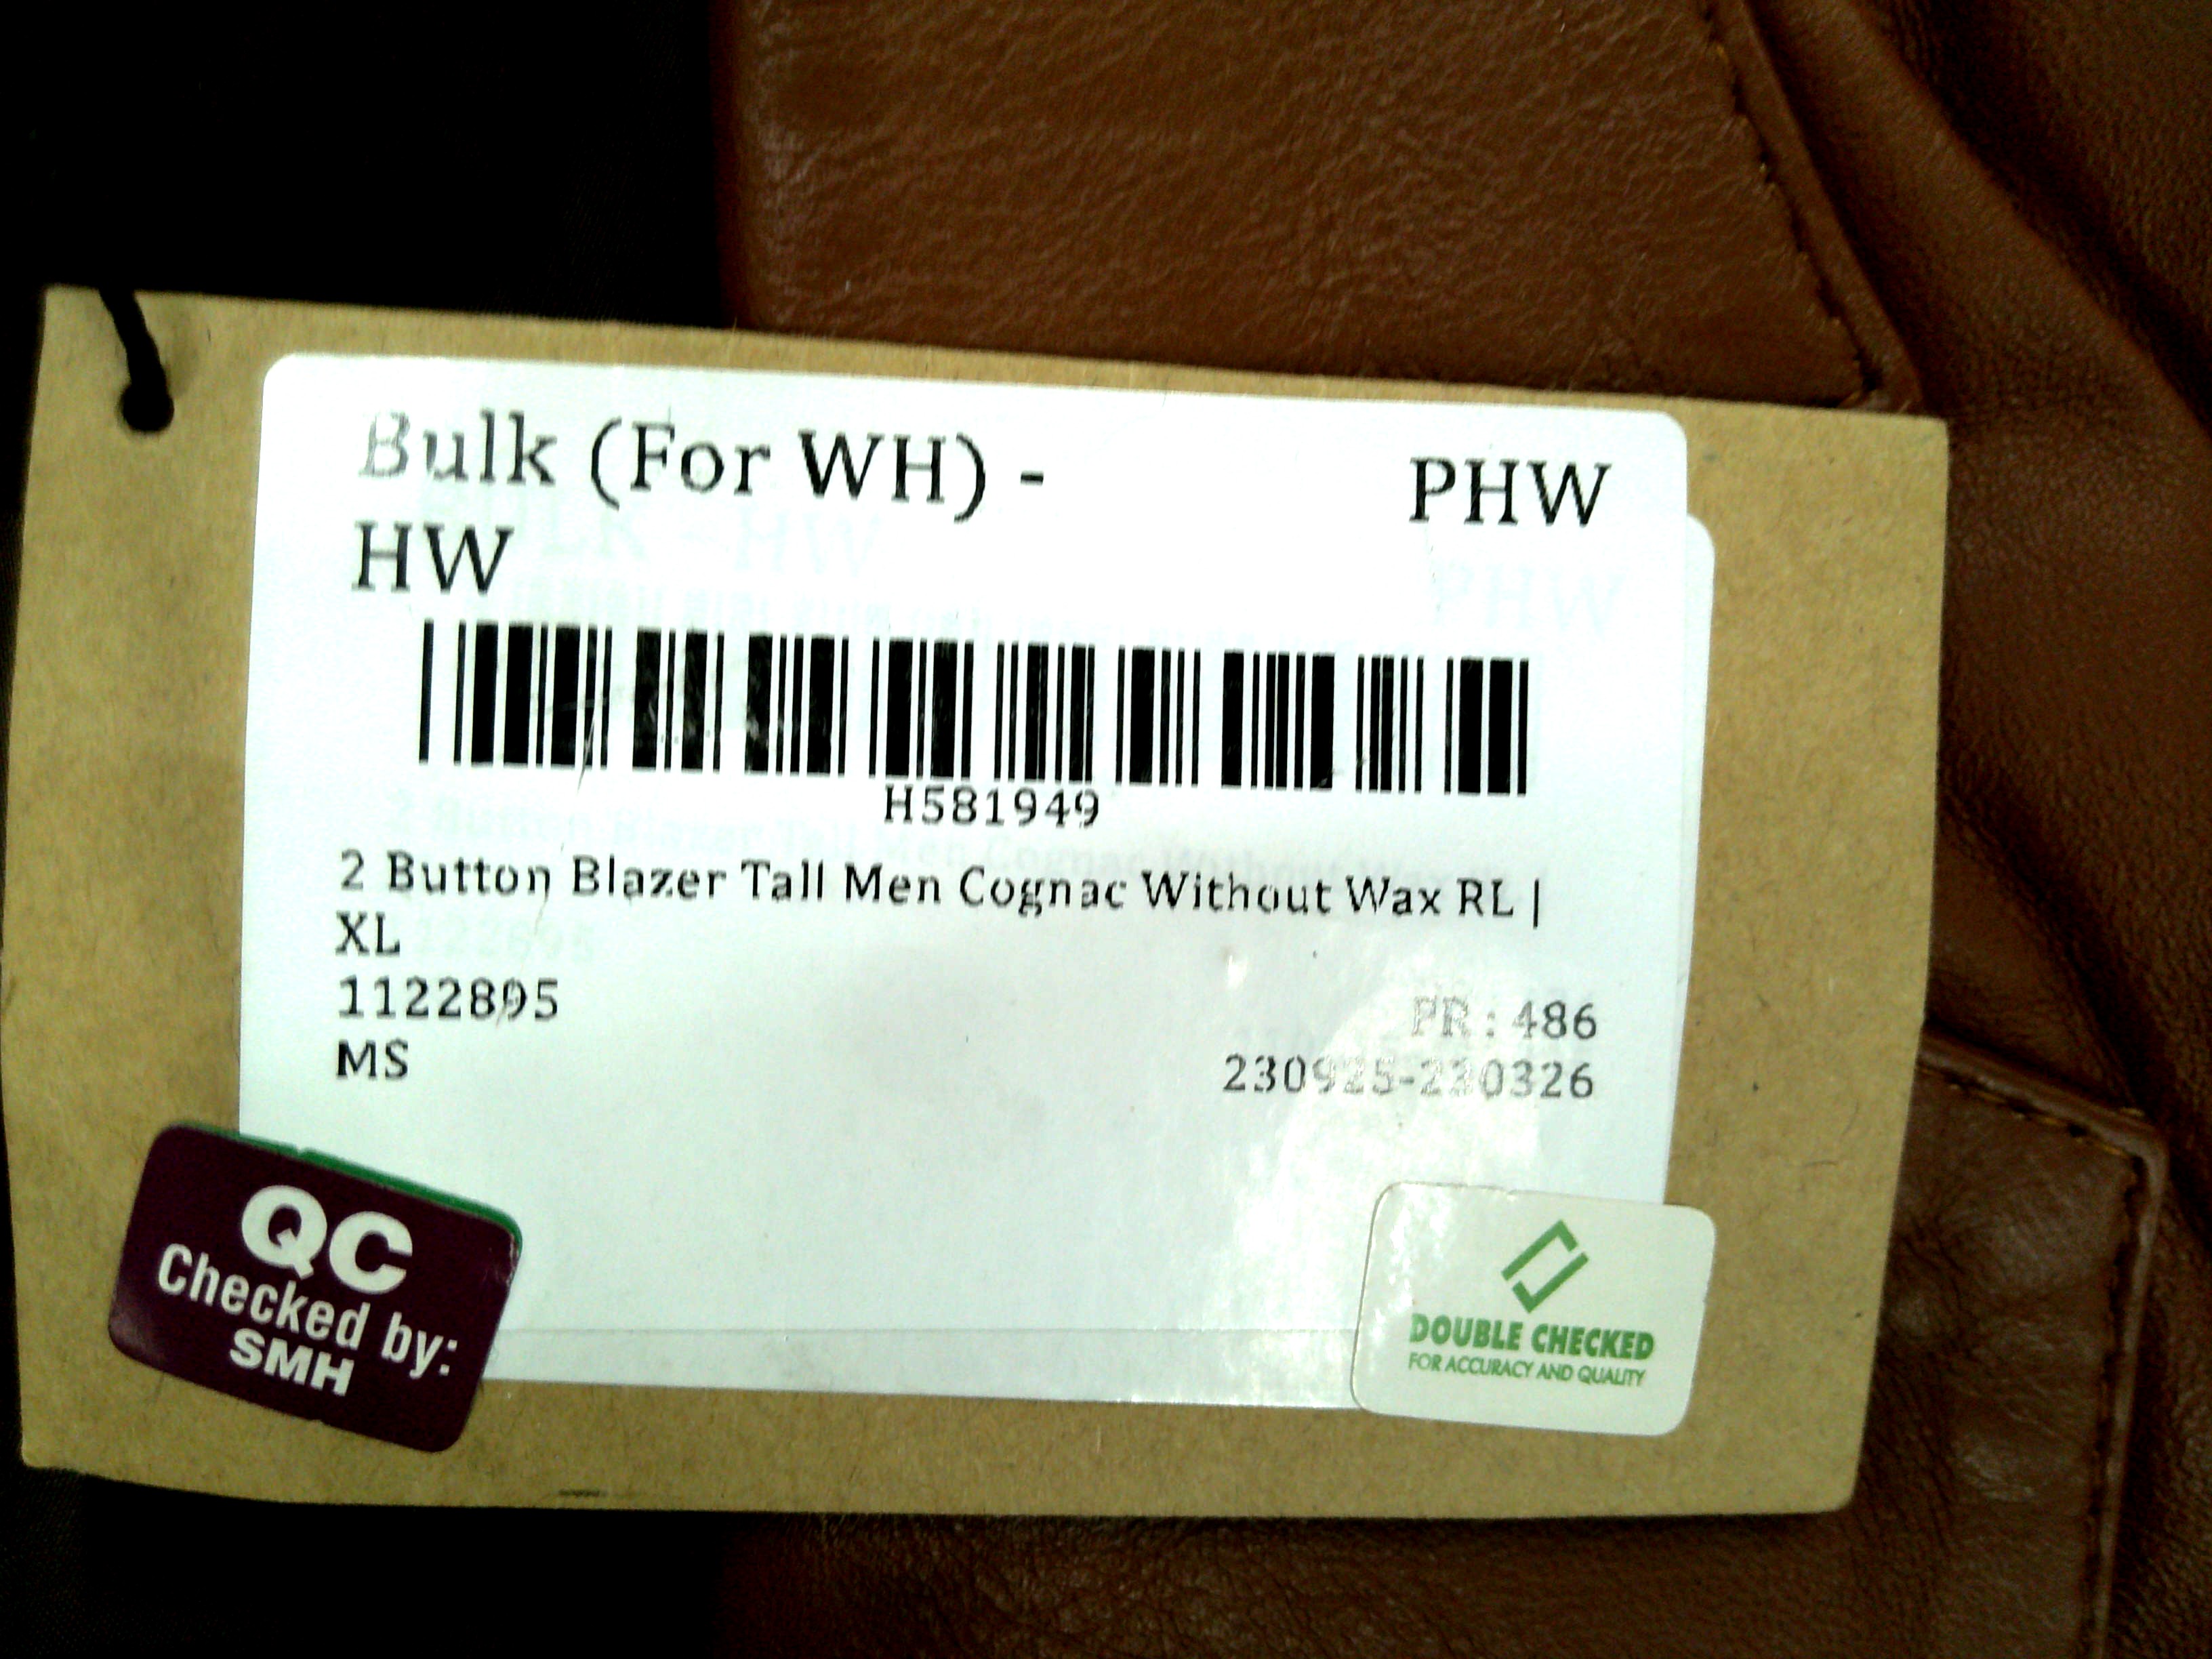 Bulk (For WH) - PHW
HW
H581949
2 Button Blazer Tall Men Cognac Without Wax RL |
XL
1122895
PR : 486
MS
230925-230326
QC
Checked by:
SMH
DOUBLE CHECKED
FOR ACCURACY AND QUALITY